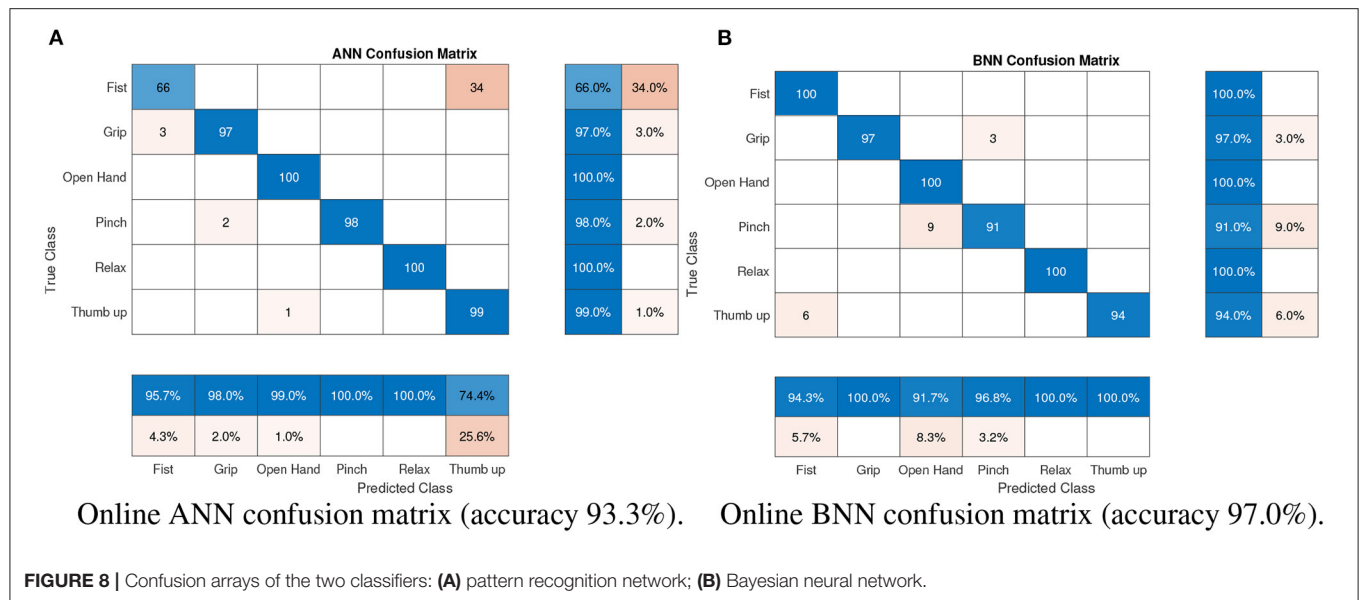 A
ANN Confusion Matrix
Fist 66 34 66.0% 34.0%
Grip 3 97 97.0% 3.0%
Open Hand 100 100.0%
Pinch 2 98 98.0% 2.0%
Relax 100 100.0%
Thumb up 1 99 99.0% 1.0%
True Class
95.7% 98.0% 99.0% 100.0% 100.0% 74.4%
4.3% 2.0% 1.0% 25.6%
Fist Grip Open Hand Pinch Relax Thumb up
Predicted Class
Online ANN confusion matrix (accuracy 93.3%).
B
BNN Confusion Matrix
Fist 100 100.0%
Grip 97 3 97.0% 3.0%
Open Hand 100 100.0%
Pinch 9 91 91.0% 9.0%
Relax 100 100.0%
Thumb up 6 94 94.0% 6.0%
True Class
94.3% 100.0% 91.7% 96.8% 100.0% 100.0%
5.7% 8.3% 3.2%
Fist Grip Open Hand Pinch Relax Thumb up
Predicted Class
Online BNN confusion matrix (accuracy 97.0%).
FIGURE 8 | Confusion arrays of the two classifiers: (A) pattern recognition network; (B) Bayesian neural network.